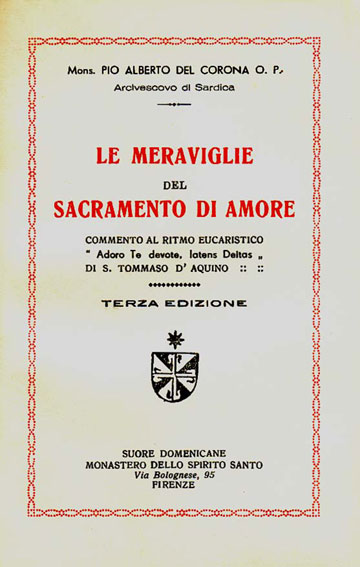 Mons. PIO ALBERTO DEL CORONA O. P.
Arcivescovo di Sardica
LE MERAVIGLIE
DEL
SACRAMENTO DI AMORE
COMMENTO AL RITMO EUCARISTICO
“ Adoro Te devote, latens Deitas „
DI S. TOMMASO D' AQUINO :: ::
TERZA EDIZIONE
SUORE DOMENICANE
MONASTERO DELLO SPIRITO SANTO
Via Bolognese, 95
FIRENZE